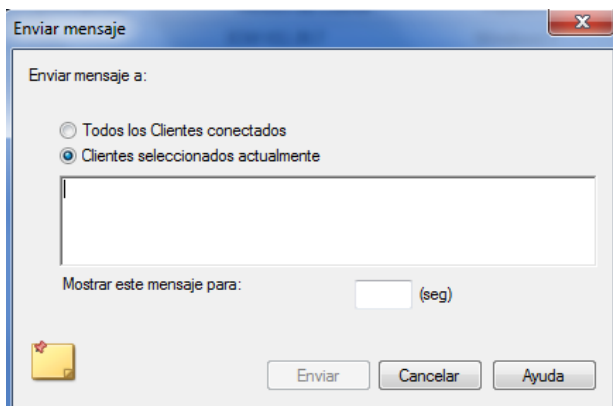 Enviar mensaje
Enviar mensaje a:
Todos los Clientes conectados
Clientes seleccionados actualmente
Mostrar este mensaje para: (seg)
Enviar Cancelar Ayuda